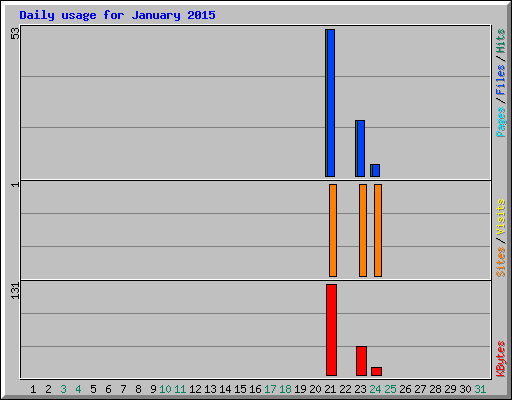 Daily usage for January 2015
53
1
131
Pages/Files/Hits
Sites/Visits
KBytes
1 2 3 4 5 6 7 8 9 10 11 12 13 14 15 16 17 18 19 20 21 22 23 24 25 26 27 28 29 30 31